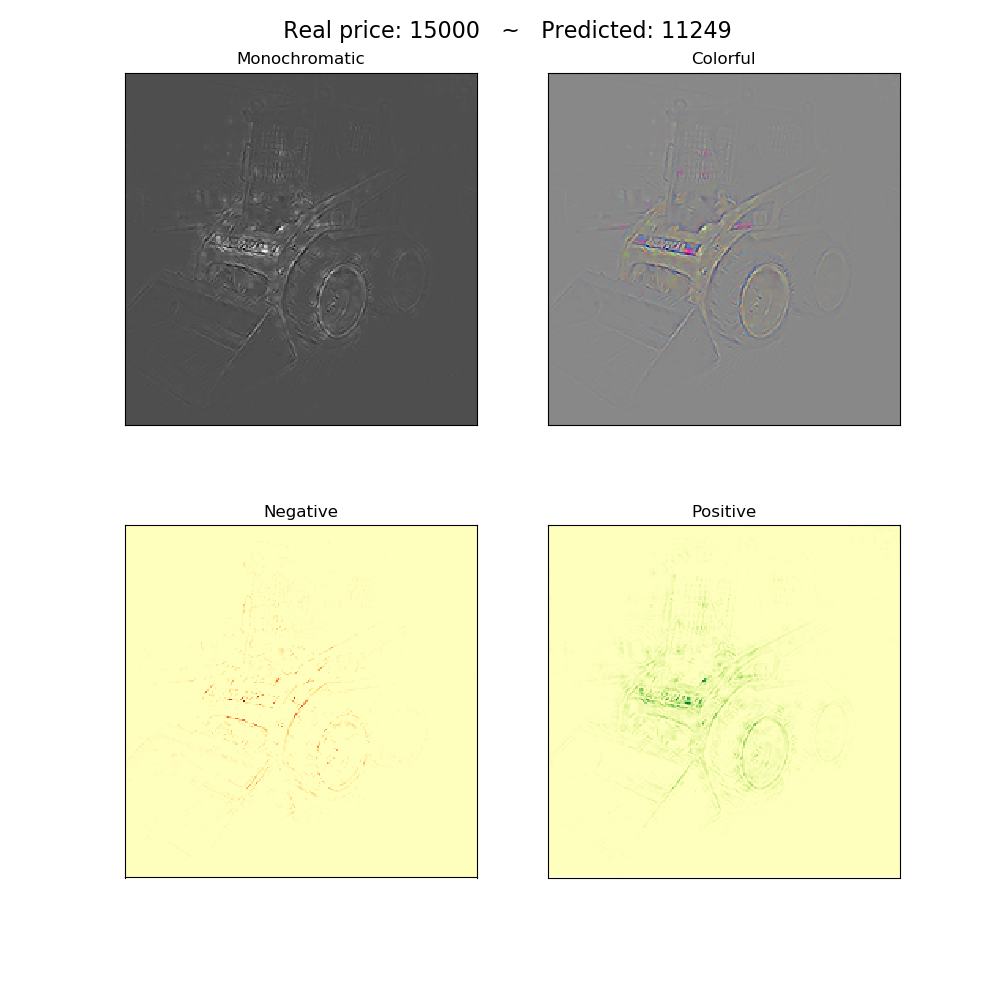 Real price: 15000 ~ Predicted: 11249
Monochromatic
Colorful
Negative
Positive